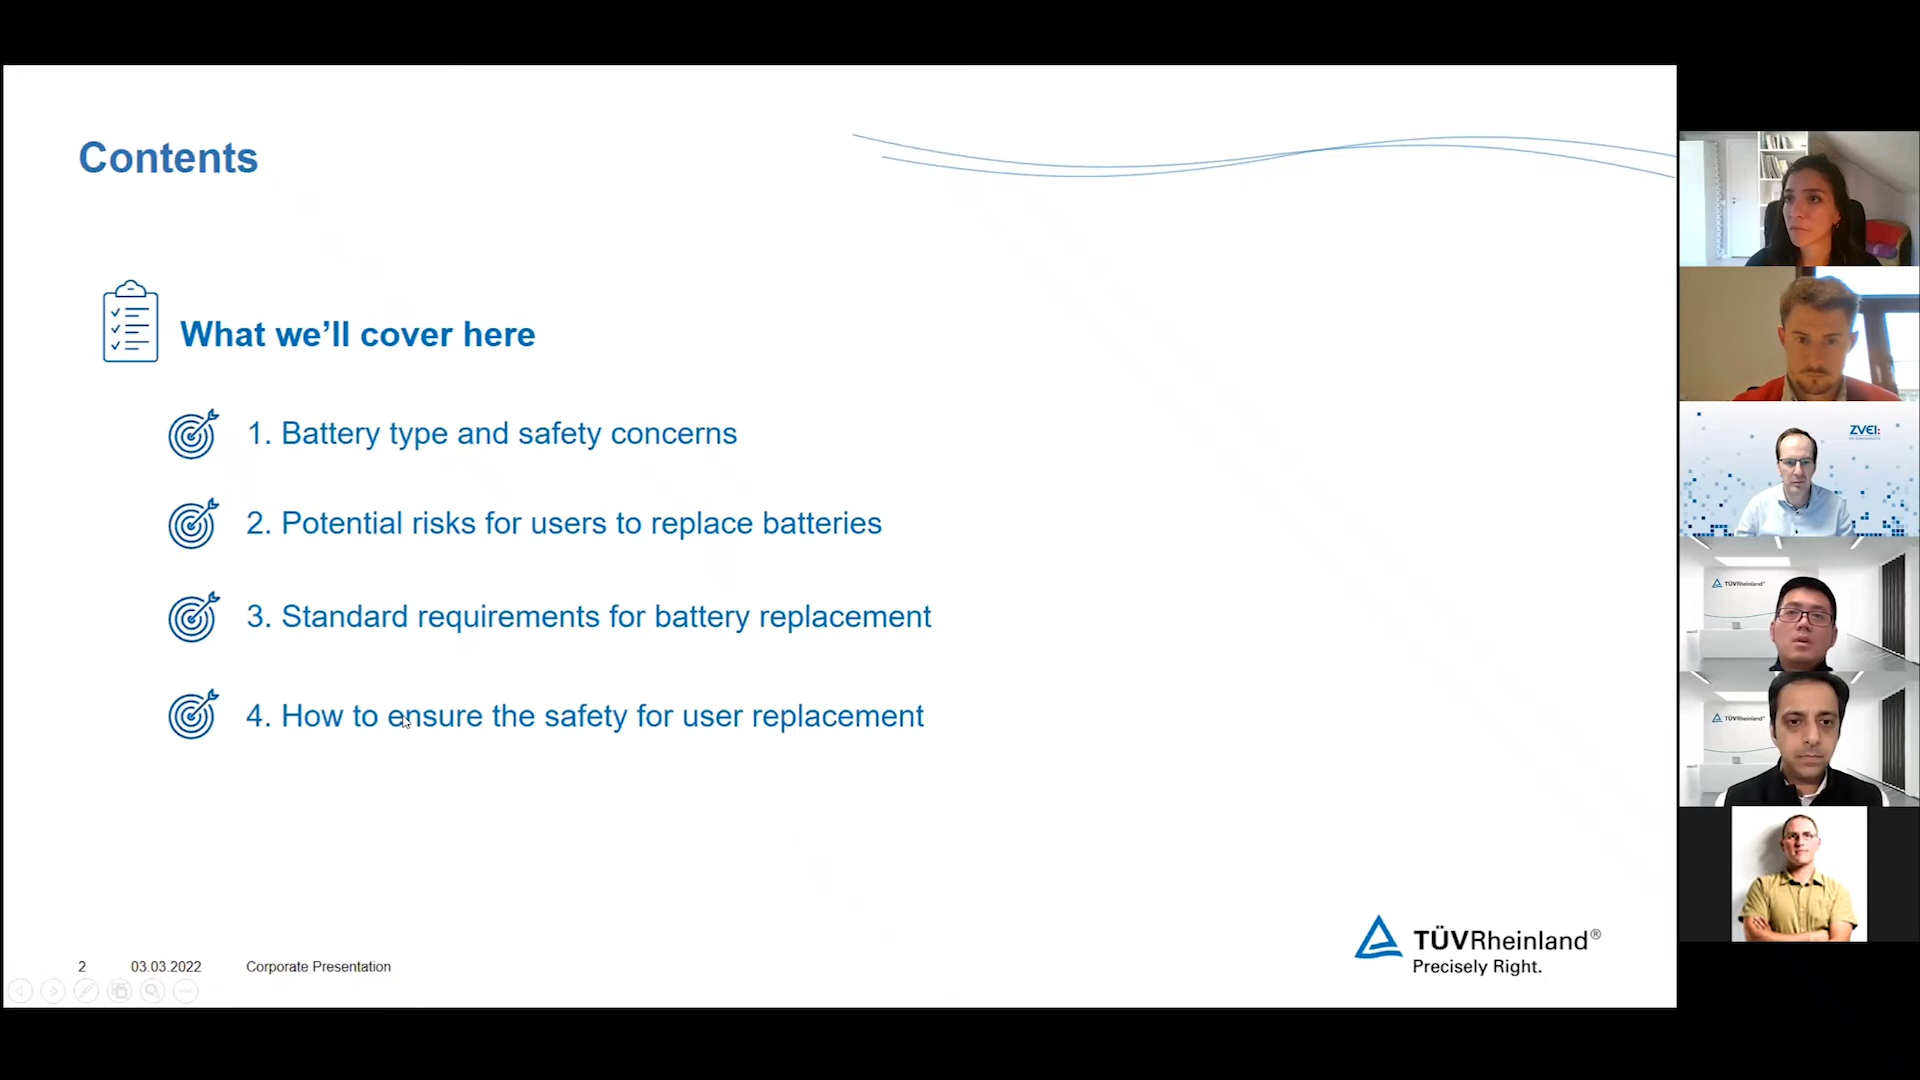 Contents
What we’ll cover here
1. Battery type and safety concerns
2. Potential risks for users to replace batteries
3. Standard requirements for battery replacement
4. How to ensure the safety for user replacement
2 03.03.2022 Corporate Presentation
TÜVRheinland®
Precisely Right.
ZVEI:
TÜVRheinland®
TÜVRheinland®